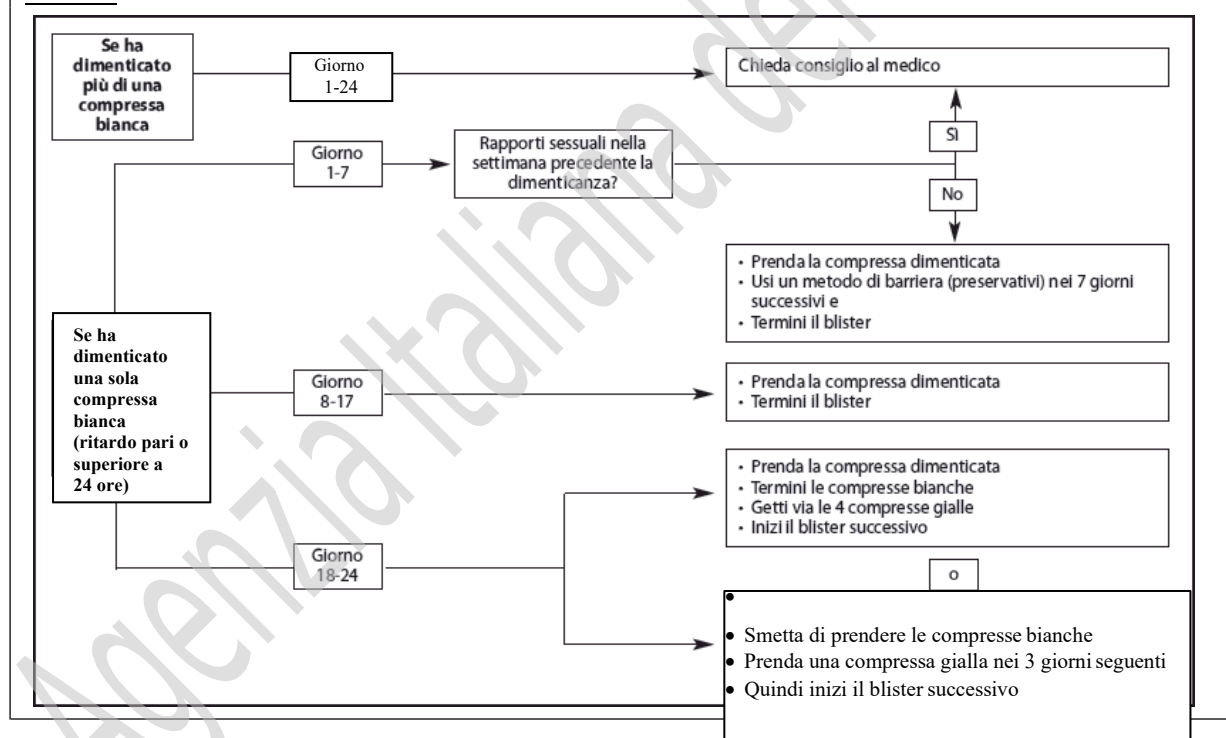 Se ha
dimenticato
più di una
compressa
bianca
Giorno
1-24
Chieda consiglio al medico
Giorno
1-7
Rapporti sessuali nella
settimana precedente la
dimenticanza?
Sì
No
• Prenda la compressa dimenticata
• Usi un metodo di barriera (preservativi) nei 7 giorni
successivi e
• Termini il blister
Se ha
dimenticato
una sola
compressa
bianca
(ritardo pari o
superiore a
24 ore)
Giorno
8-17
• Prenda la compressa dimenticata
• Termini il blister
Giorno
18-24
• Prenda la compressa dimenticata
• Termini le compresse bianche
• Getti via le 4 compresse gialle
• Inizi il blister successivo
o
•
• Smetta di prendere le compresse bianche
• Prenda una compressa gialla nei 3 giorni seguenti
• Quindi inizi il blister successivo
Agenzia Italiana del